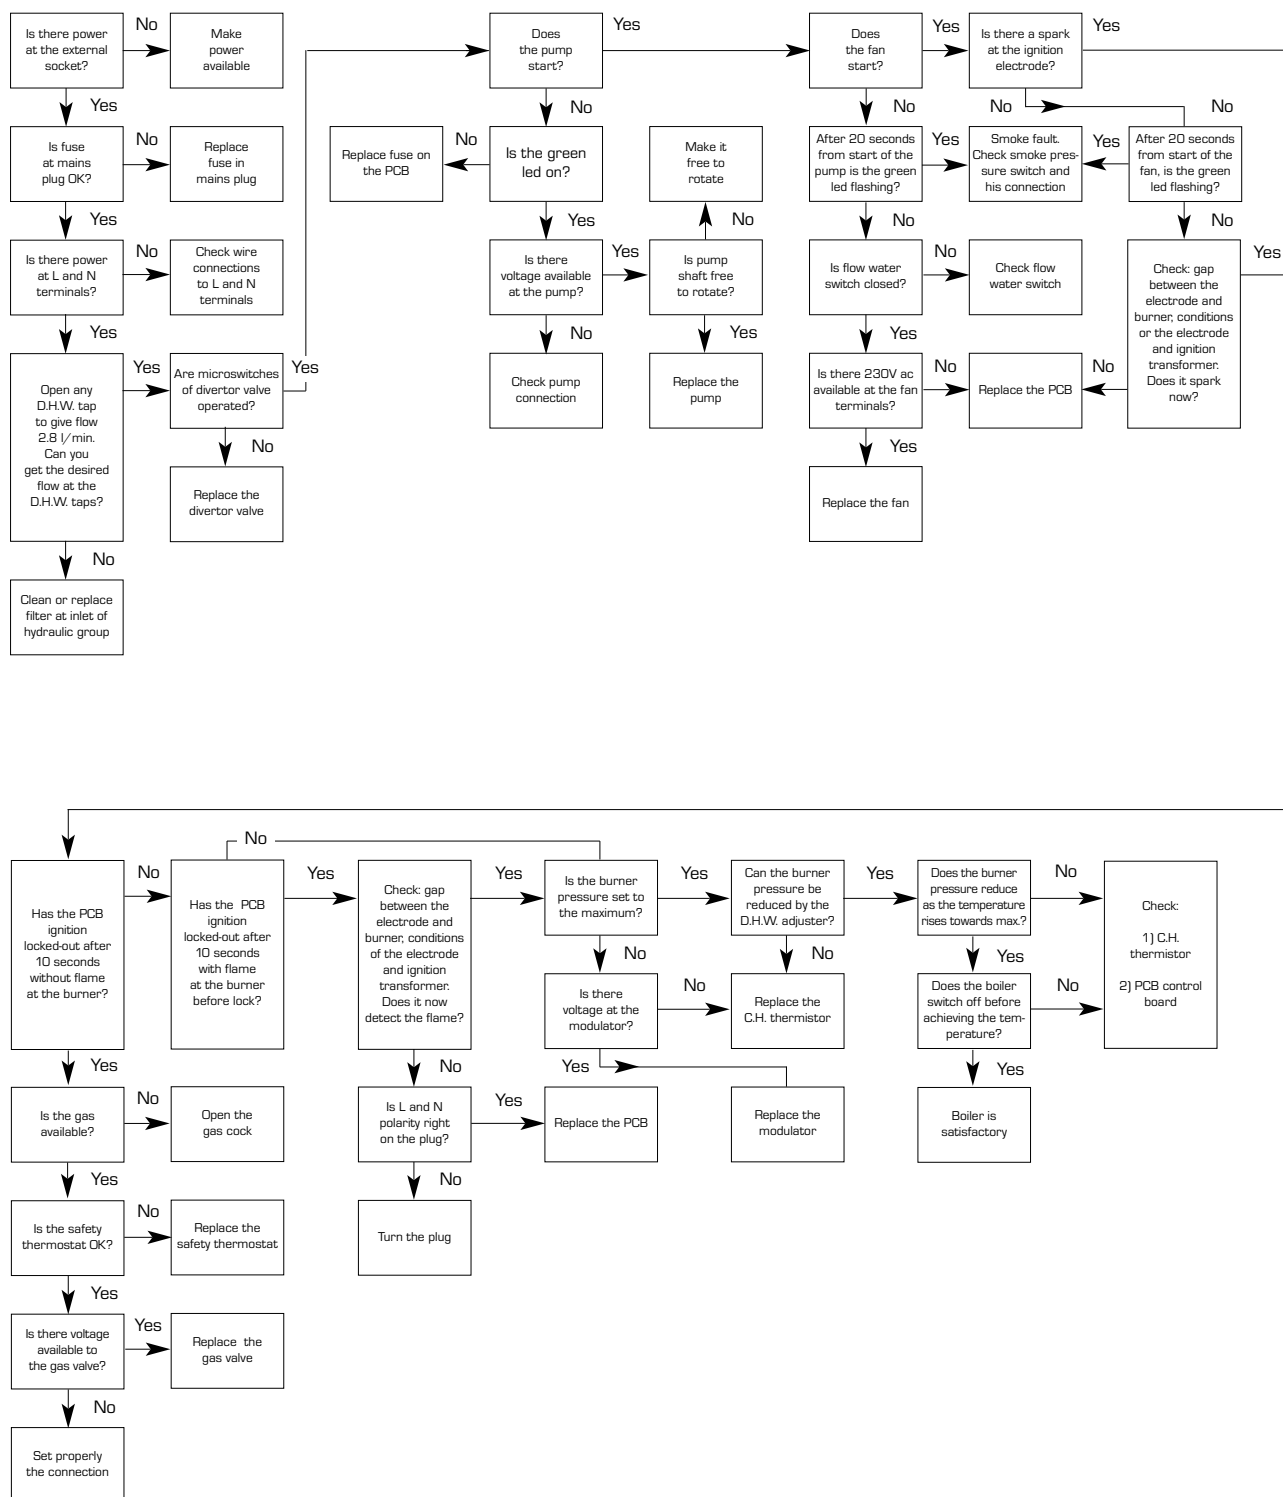 Is there power
at the external
socket?
No
Make
power
available
Yes
Is fuse
at mains
plug OK?
No
Replace
fuse in
mains plug
Yes
Is there power
at L and N
terminals?
No
Check wire
connections
to L and N
terminals
Yes
Open any
D.H.W. tap
to give flow
2.8 l/min.
Can you
get the desired
flow at the
D.H.W. taps?
Yes
Are microswitches
of divertor valve
operated?
Yes
No
Replace the
divertor valve
No
Clean or replace
filter at inlet of
hydraulic group
Does
the pump
start?
Yes
No
Is the green
led on?
No
Replace fuse on
the PCB
Yes
Is there
voltage available
at the pump?
Yes
Is pump
shaft free
to rotate?
No
Make it
free to
rotate
Yes
Replace the
pump
No
Check pump
connection
Does
the fan
start?
Yes
Is there a spark
at the ignition
electrode?
Yes
No
After 20 seconds
from start of the
pump is the green
led flashing?
Yes
Smoke fault.
Check smoke pres-
sure switch and
his connection
No
No
After 20 seconds
from start of the
fan, is the green
led flashing?
Yes
No
Is flow water
switch closed?
No
Check flow
water switch
No
Check: gap
between the
electrode and
burner, conditions
or the electrode
and ignition
transformer.
Does it spark
now?
Yes
Yes
Is there 230V ac
available at the fan
terminals?
No
Replace the PCB
No
Yes
Replace the fan
Has the PCB
ignition
locked-out after
10 seconds
without flame
at the burner?
No
Has the PCB
ignition
locked-out after
10 seconds
with flame
at the burner
before lock?
No
Yes
Check: gap
between the
electrode and
burner, conditions
of the electrode
and ignition
transformer.
Does it now
detect the flame?
Yes
Is the burner
pressure set to
the maximum?
Yes
Can the burner
pressure be
reduced by the
D.H.W. adjuster?
Yes
Does the burner
pressure reduce
as the temperature
rises towards max.?
No
Check:
1) C.H.
thermistor
2) PCB control
board
No
Is there
voltage at the
modulator?
No
Replace the
C.H. thermistor
No
Yes
Does the boiler
switch off before
achieving the tem-
perature?
No
Yes
Is the gas
available?
No
Open the
gas cock
No
Is L and N
polarity right
on the plug?
Yes
Replace the PCB
Yes
Replace the
modulator
Yes
Boiler is
satisfactory
Yes
Is the safety
thermostat OK?
No
Replace the
safety thermostat
No
Turn the plug
Yes
Is there voltage
available to
the gas valve?
Yes
Replace the
gas valve
No
Set properly
the connection